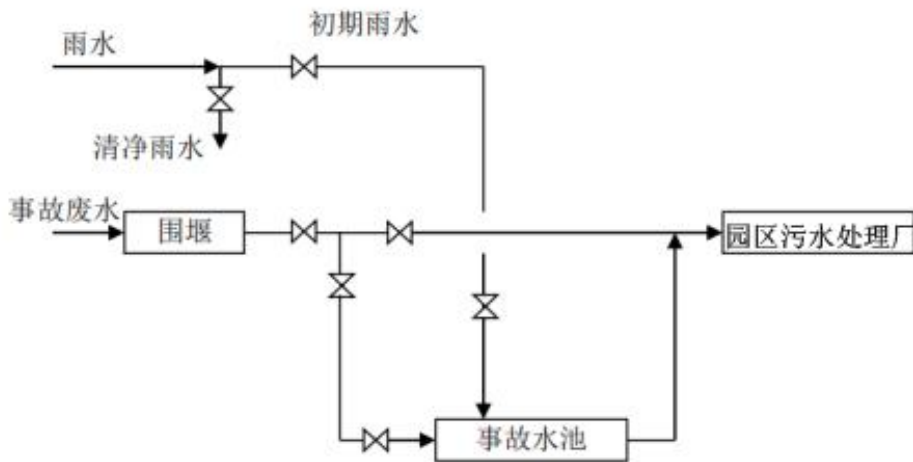 初期雨水
雨水
清净雨水
事故废水
围堰
园区污水处理厂
事故水池